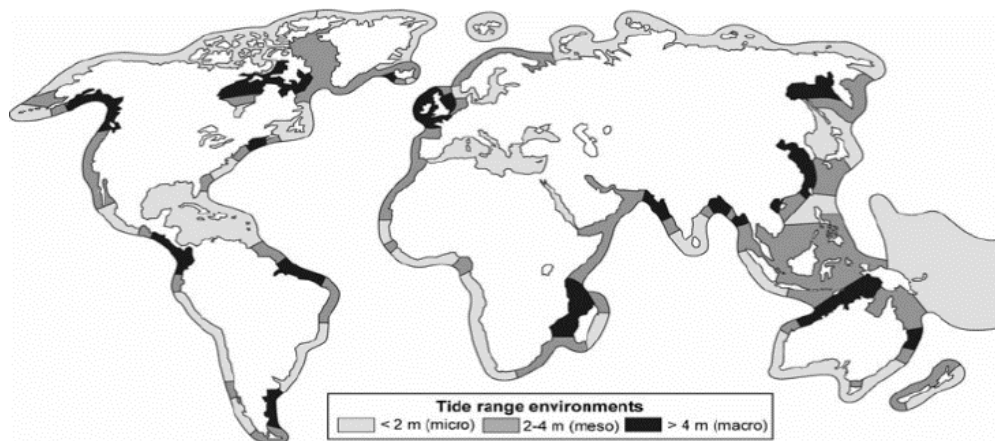 Tide range environments
< 2 m (micro) 2-4 m (meso) > 4 m (macro)